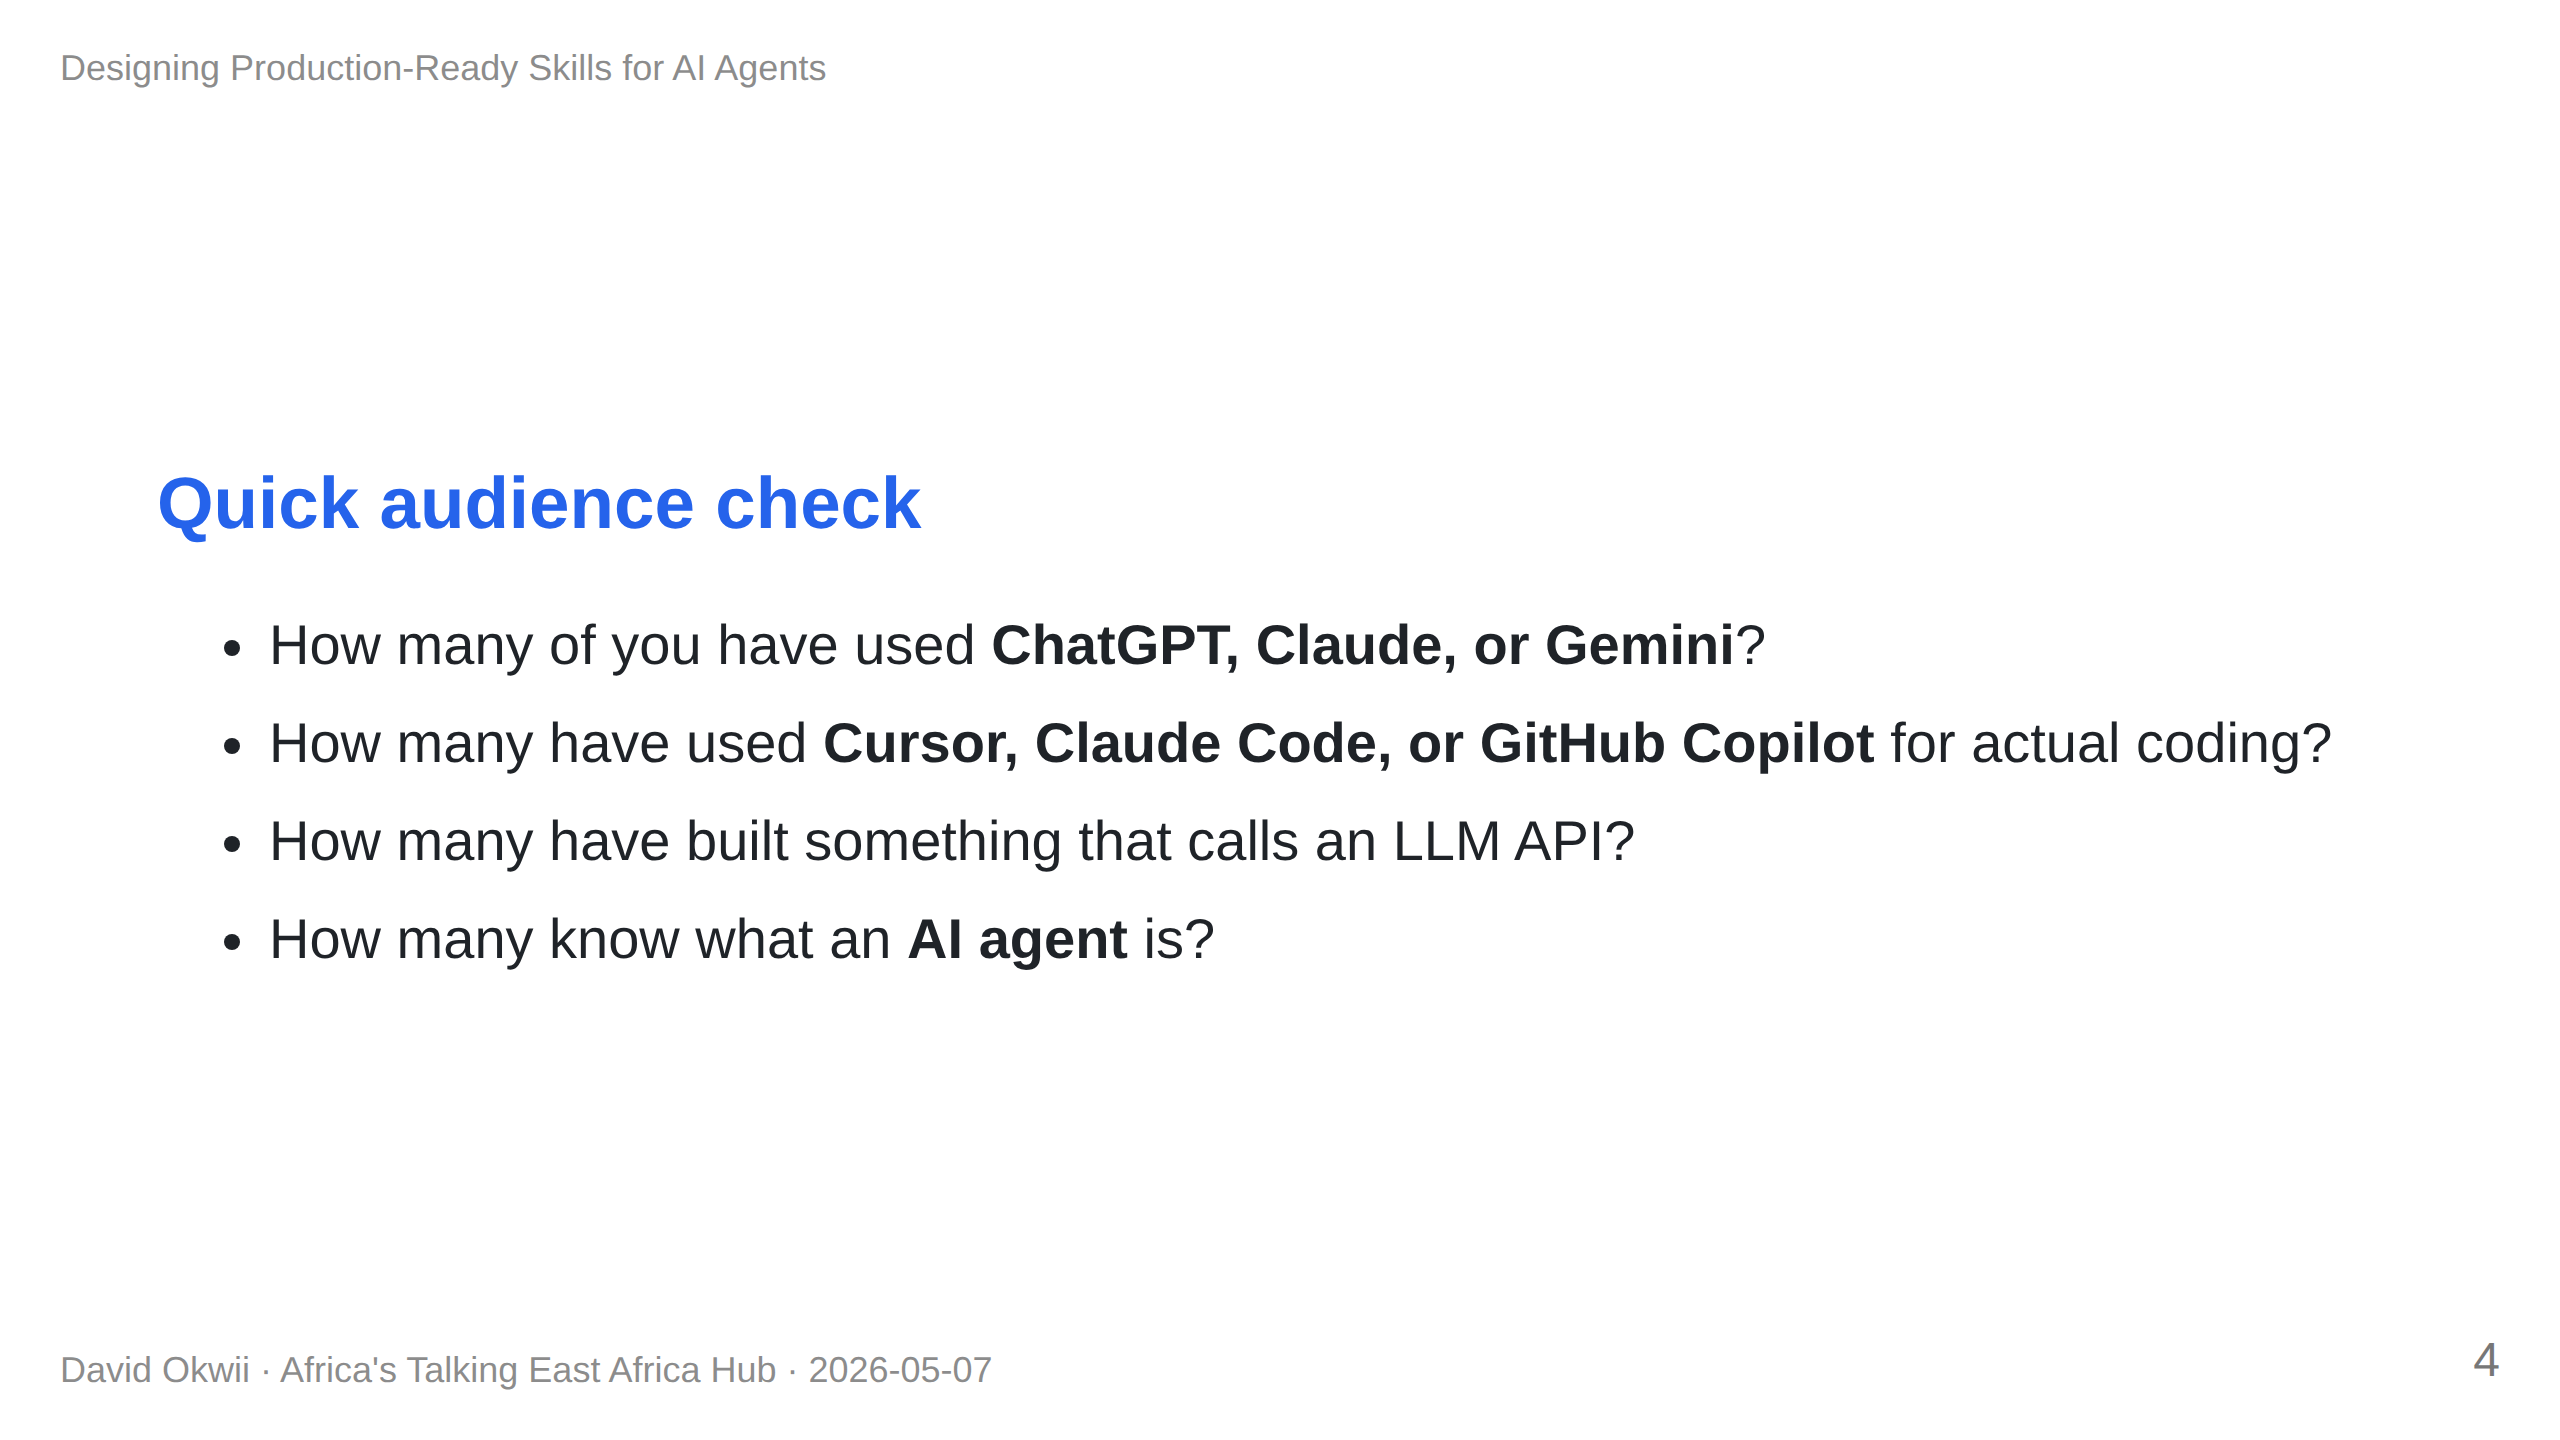 Designing Production-Ready Skills for AI Agents
Quick audience check
• How many of you have used ChatGPT, Claude, or Gemini?
• How many have used Cursor, Claude Code, or GitHub Copilot for actual coding?
• How many have built something that calls an LLM API?
• How many know what an AI agent is?
David Okwii · Africa's Talking East Africa Hub · 2026-05-07
4